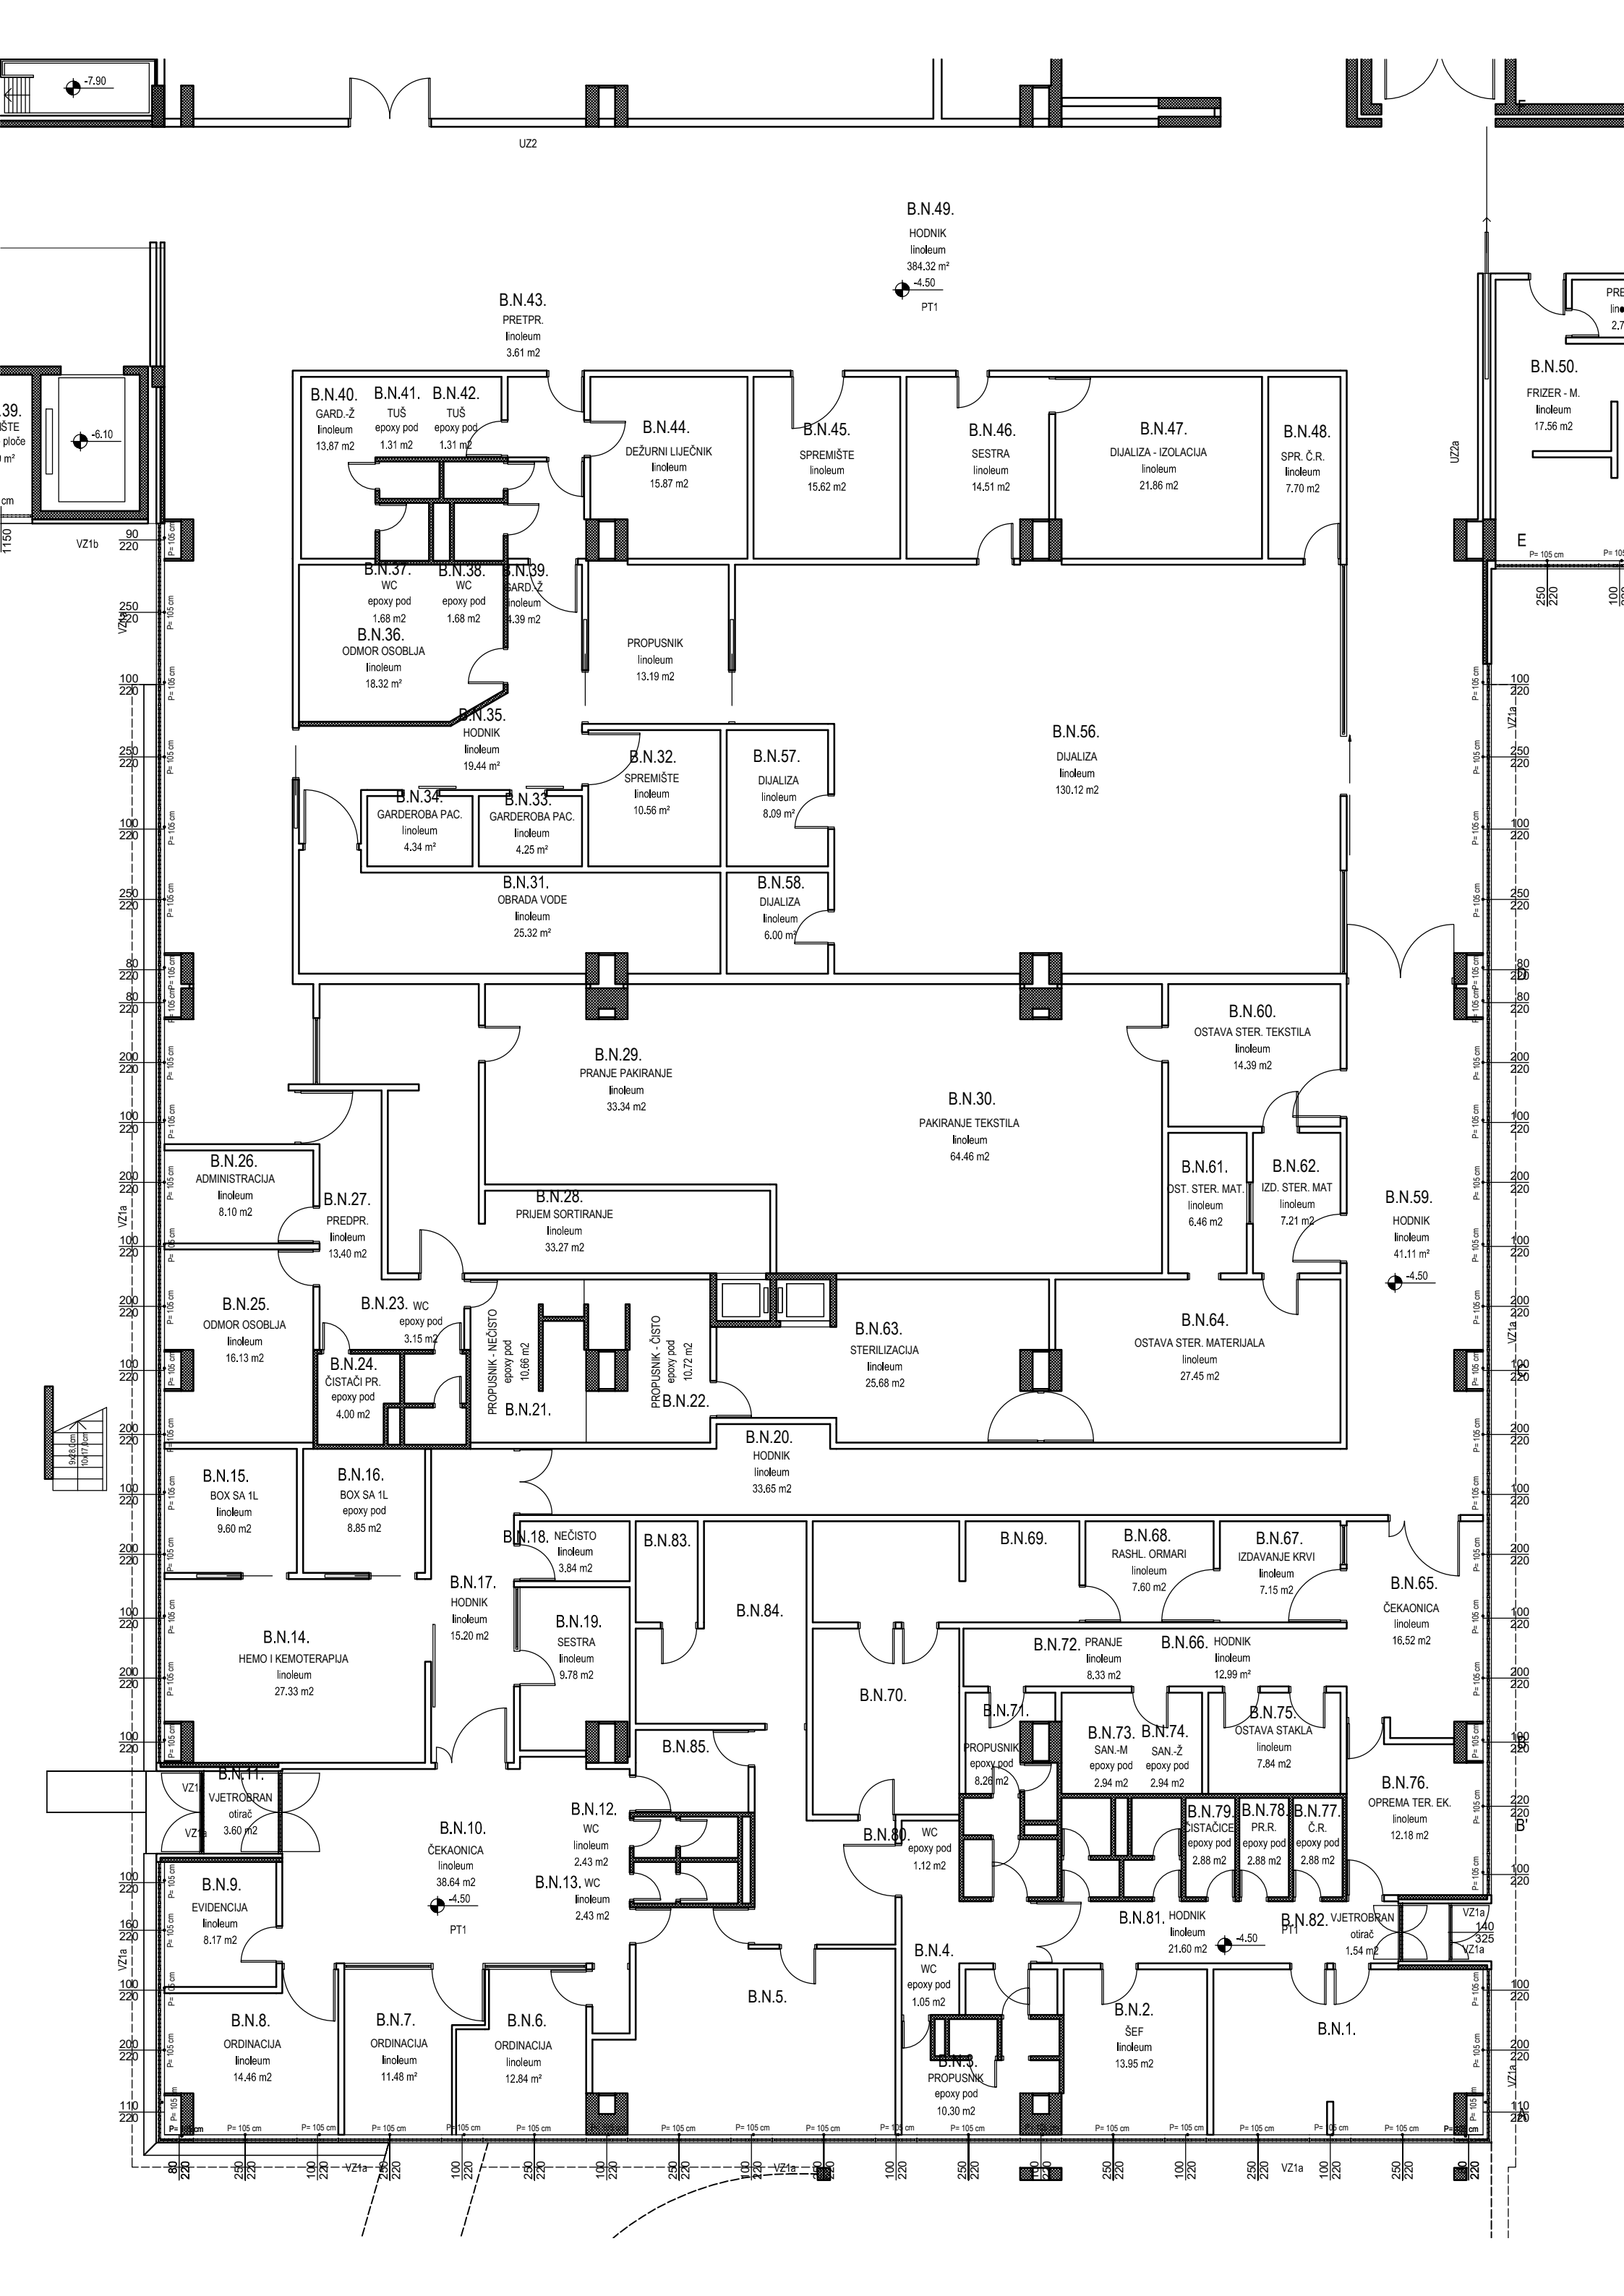 -7.90
UZ2
B.N.49.
HODNIK
linoleum
384.32 m²
-4.50
PT1
B.N.43.
PRETPR.
linoleum
3.61 m2
B.N.40.
GARD.-Ž
linoleum
13.87 m2
B.N.41.
TUŠ
epoxy pod
1.31 m2
B.N.42.
TUŠ
epoxy pod
1.31 m2
B.N.44.
DEŽURNI LIJEČNIK
linoleum
15.87 m2
B.N.45.
SPREMIŠTE
linoleum
15.62 m2
B.N.46.
SESTRA
linoleum
14.51 m2
B.N.47.
DIJALIZA - IZOLACIJA
linoleum
21.86 m2
B.N.48.
SPR. Č.R.
linoleum
7.70 m2
B.N.50.
FRIZER - M.
linoleum
17.56 m2
UZ2a
-6.10
1150
VZ1b
E
B.N.37.
WC
epoxy pod
1.68 m2
B.N.38.
WC
epoxy pod
1.68 m2
B.N.39.
GARD.-Ž
linoleum
4.39 m2
B.N.36.
ODMOR OSOBLJA
linoleum
18.32 m²
PROPUSNIK
linoleum
13.19 m2
B.N.35.
HODNIK
linoleum
19.44 m²
B.N.56.
DIJALIZA
linoleum
130.12 m2
B.N.32.
SPREMIŠTE
linoleum
10.56 m²
B.N.57.
DIJALIZA
linoleum
8.09 m2
B.N.34.
GARDEROBA PAC.
linoleum
4.34 m²
B.N.33.
GARDEROBA PAC.
linoleum
4.25 m²
B.N.31.
OBRADA VODE
linoleum
25.32 m²
B.N.58.
DIJALIZA
linoleum
6.00 m²
B.N.60.
OSTAVA STER. TEKSTILA
linoleum
14.39 m2
B.N.29.
PRANJE PAKIRANJE
linoleum
33.34 m2
B.N.30.
PAKIRANJE TEKSTILA
linoleum
64.46 m2
B.N.26.
ADMINISTRACIJA
linoleum
8.10 m2
B.N.27.
PREDPR.
linoleum
13.40 m2
B.N.28.
PRIJEM SORTIRANJE
linoleum
33.27 m2
B.N.61.
OST. STER. MAT.
linoleum
6.46 m2
B.N.62.
IZD. STER. MAT
linoleum
7.21 m2
B.N.59.
HODNIK
linoleum
41.11 m²
-4.50
B.N.25.
ODMOR OSOBLJA
linoleum
16.13 m2
B.N.23. WC
epoxy pod
3.15 m2
B.N.24.
ČISTAČI PR.
epoxy pod
4.00 m2
PROPUSNIK - NEČISTO
epoxy pod
10.66 m2
B.N.21.
PROPUSNIK - ČISTO
epoxy pod
10.72 m2
B.N.22.
B.N.63.
STERILIZACIJA
linoleum
25.68 m2
B.N.64.
OSTAVA STER. MATERIJALA
linoleum
27.45 m2
9x28.0cm
10x17.0cm
B.N.20.
HODNIK
linoleum
33.65 m2
B.N.15.
BOX SA 1L
linoleum
9.60 m2
B.N.16.
BOX SA 1L
epoxy pod
8.85 m2
B.N.18. NEČISTO
linoleum
3.84 m2
B.N.83.
B.N.69.
B.N.68.
RASHL. ORMARI
linoleum
7.60 m2
B.N.67.
IZDAVANJE KRVI
linoleum
7.15 m2
B.N.65.
ČEKAONICA
linoleum
16.52 m2
B.N.17.
HODNIK
linoleum
15.20 m2
B.N.84.
B.N.14.
HEMO I KEMOTERAPIJA
linoleum
27.33 m2
B.N.19.
SESTRA
linoleum
9.78 m2
B.N.72. PRANJE
linoleum
8.33 m2
B.N.66. HODNIK
linoleum
12.99 m²
B.N.70.
B.N.71.
PROPUSNIK
epoxy pod
8.26 m2
B.N.73.
SAN.-M
epoxy pod
2.94 m2
B.N.74.
SAN.-Ž
epoxy pod
2.94 m2
B.N.75.
OSTAVA STAKLA
linoleum
7.84 m2
B.N.85.
B.N.11.
VJETROBRAN
otirač
3.60 m2
B.N.76.
OPREMA TER. EK.
linoleum
12.18 m2
B.N.12.
WC
linoleum
2.43 m2
B.N.10.
ČEKAONICA
linoleum
38.64 m2
-4.50
PT1
B.N.13. WC
linoleum
2.43 m2
B.N.80. WC
epoxy pod
1.12 m2
B.N.79.
ČISTAČICE
epoxy pod
2.88 m2
B.N.78.
PR.R.
epoxy pod
2.88 m2
B.N.77.
Č.R.
epoxy pod
2.88 m2
B.N.9.
EVIDENCIJA
linoleum
8.17 m2
B.N.81. HODNIK
linoleum
21.60 m2
-4.50
PT1
B.N.82. VJETROBRAN
otirač
1.54 m2
VZ1a
140
325
VZ1a
B.N.4.
WC
epoxy pod
1.05 m2
B.N.5.
B.N.8.
ORDINACIJA
linoleum
14.46 m2
B.N.7.
ORDINACIJA
linoleum
11.48 m²
B.N.6.
ORDINACIJA
linoleum
12.84 m²
B.N.3.
PROPUSNIK
epoxy pod
10.30 m2
B.N.2.
ŠEF
linoleum
13.95 m2
B.N.1.
VZ1a
VZ1a
VZ1a